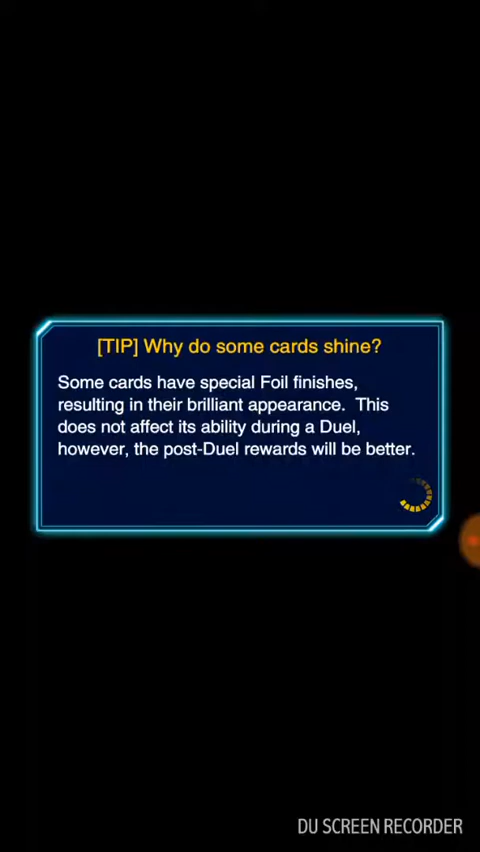 [TIP] Why do some cards shine?
Some cards have special Foil finishes,
resulting in their brilliant appearance.  This
does not affect its ability during a Duel,
however, the post-Duel rewards will be better.
DU SCREEN RECORDER